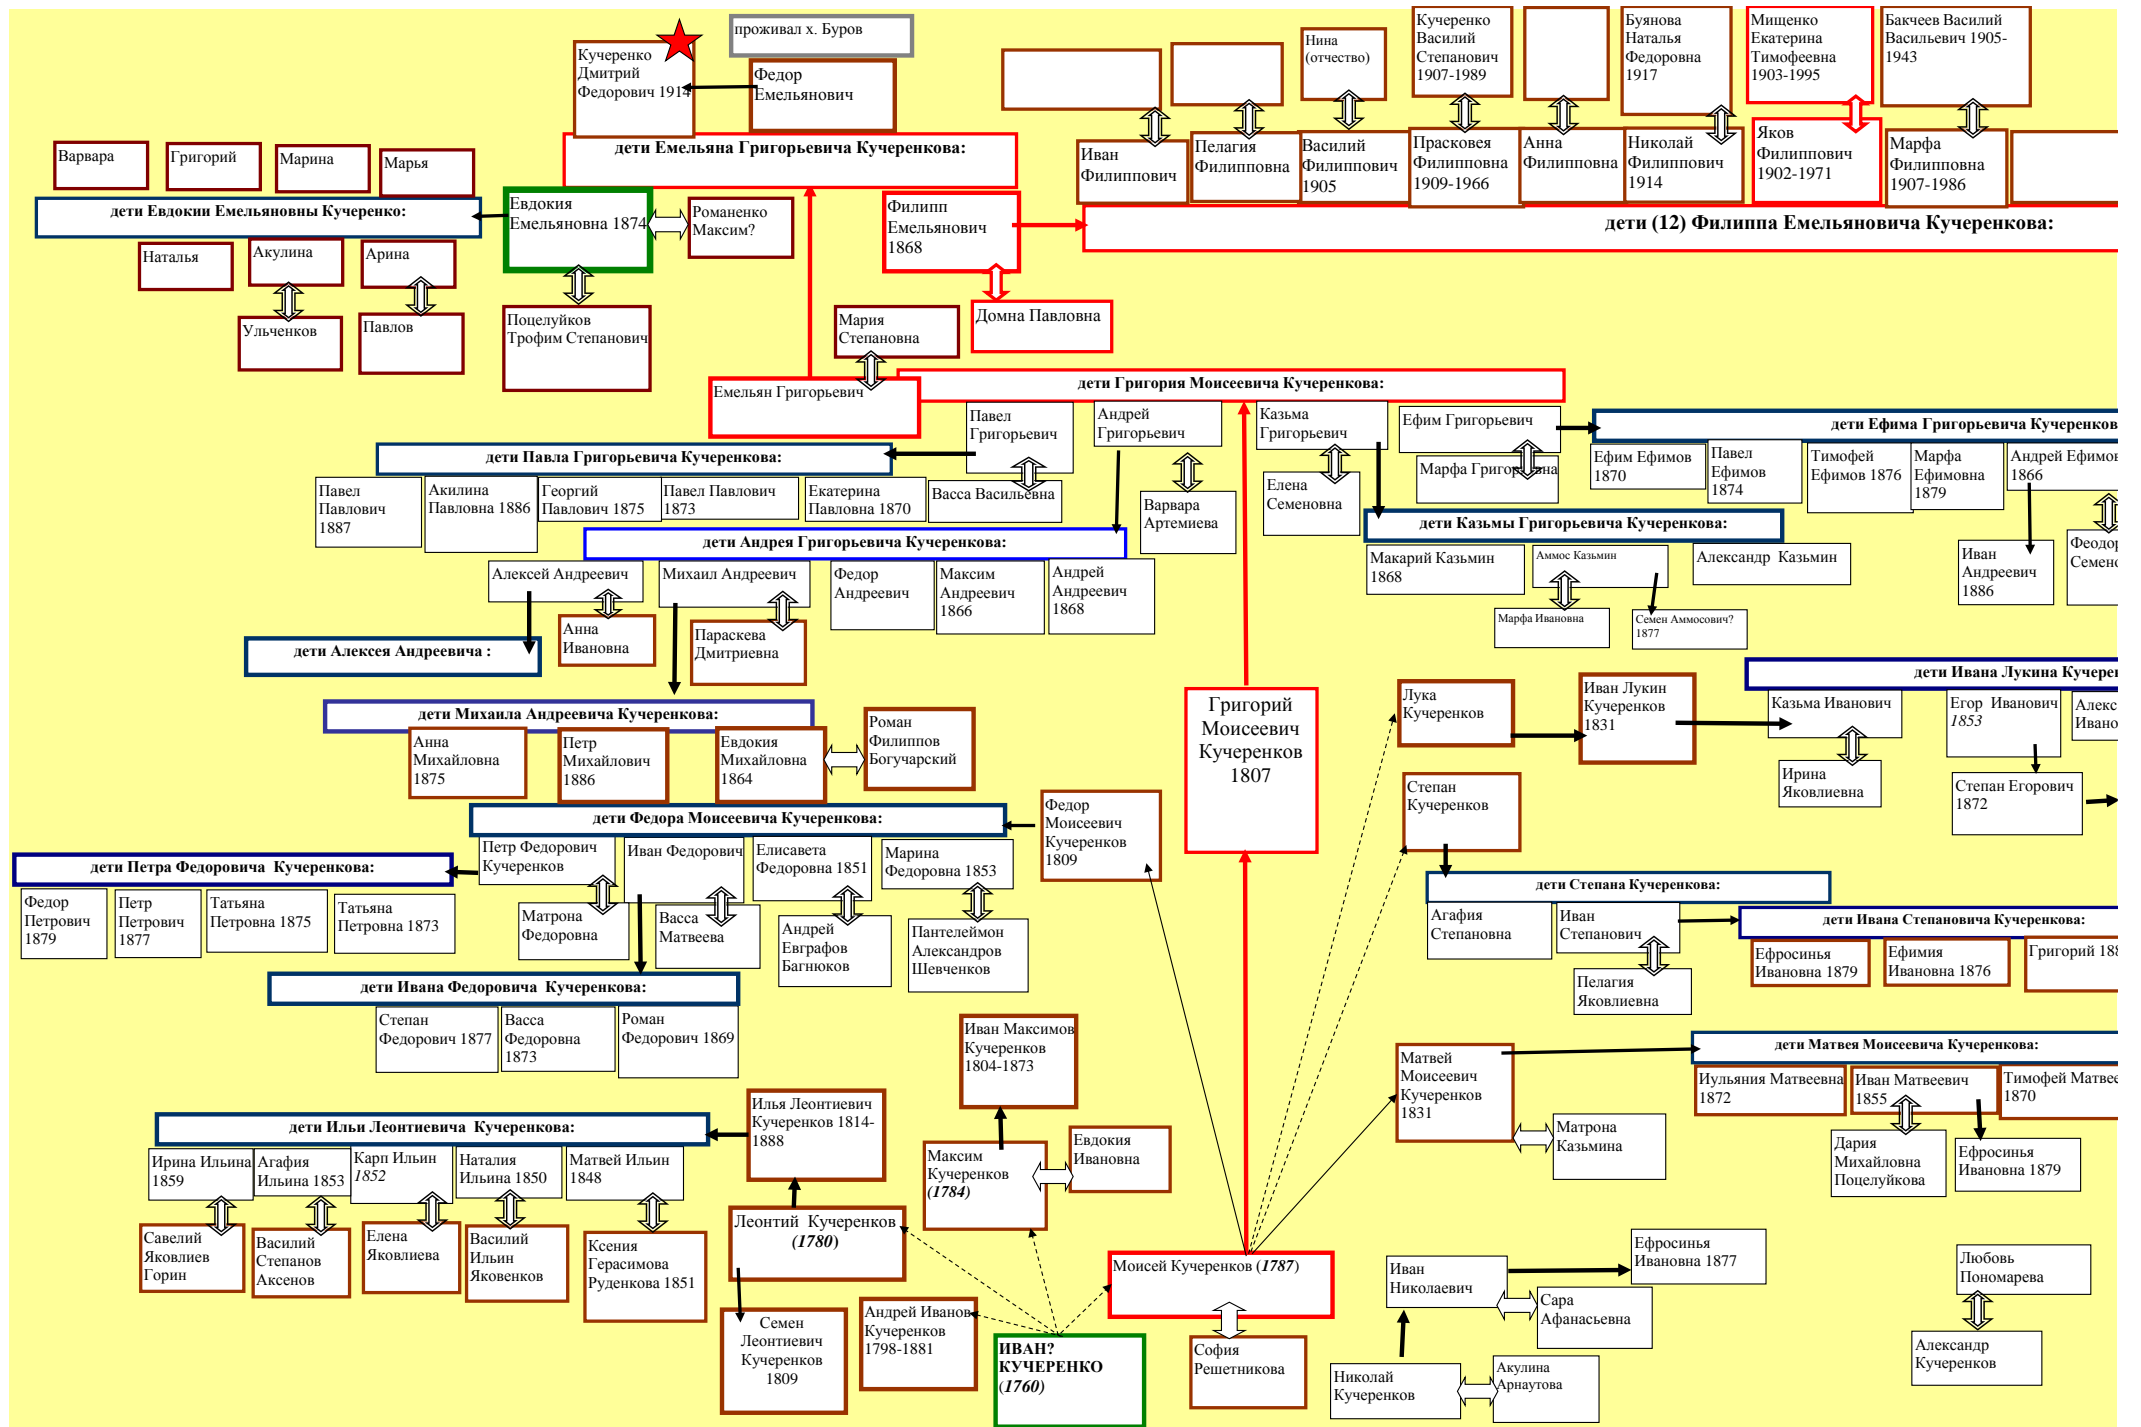 Кучеренко
Дмитрий
Федорович 1914
проживал х. Буров
Федор
Емельянович
Нина
(отчество)
Кучеренко
Василий
Степанович
1907-1989
Буянова
Наталья
Федоровна
1917
Мищенко
Екатерина
Тимофеевна
1903-1995
Бакчеев Василий
Васильевич 1905-
1943
дети Емельяна Григорьевича Кучеренкова:
Иван
Филиппович
Пелагия
Филипповна
Василий
Филиппович
1905
Прасковея
Филипповна
1909-1966
Анна
Филипповна
Николай
Филиппович
1914
Яков
Филиппович
1902-1971
Марфа
Филипповна
1907-1986
Варвара
Григорий
Марина
Марья
дети Евдокии Емельяновны Кучеренко:
Евдокия
Емельяновна 1874
Романенко
Максим?
Филипп
Емельянович
1868
дети (12) Филиппа Емельяновича Кучеренкова:
Наталья
Акулина
Арина
Ульченков
Павлов
Поцелуйков
Трофим Степанович
Мария
Степановна
Домна Павловна
Емельян Григорьевич
дети Григория Моисеевича Кучеренкова:
Павел
Григорьевич
Андрей
Григорьевич
Казьма
Григорьевич
Ефим Григорьевич
дети Ефима Григорьевича Кучеренков
дети Павла Григорьевича Кучеренкова:
Марфа Григорьевна
Ефим Ефимов
1870
Павел
Ефимов
1874
Тимофей
Ефимов 1876
Марфа
Ефимовна
1879
Андрей Ефимов
1866
Павел
Павлович
1887
Акилина
Павловна 1886
Георгий
Павлович 1875
Павел Павлович
1873
Екатерина
Павловна 1870
Васса Васильевна
Варвара
Артемиева
Елена
Семеновна
дети Андрея Григорьевича Кучеренкова:
дети Казьмы Григорьевича Кучеренкова:
Макарий Казьмин
1868
Аммос Казьмин
Александр  Казьмин
Иван
Андреевич
1886
Феодор
Семено
Алексей Андреевич
Михаил Андреевич
Федор
Андреевич
Максим
Андреевич
1866
Андрей
Андреевич
1868
Марфа Ивановна
Семен Аммосович?
1877
дети Алексея Андреевича :
Анна
Ивановна
Параскева
Дмитриевна
дети Михаила Андреевича Кучеренкова:
Анна
Михайловна
1875
Петр
Михайлович
1886
Евдокия
Михайловна
1864
Роман
Филиппов
Богучарский
Григорий
Моисеевич
Кучеренков
1807
Лука
Кучеренков
Иван Лукин
Кучеренков
1831
дети Ивана Лукина Кучерен
Казьма Иванович
Егор  Иванович
1853
Алекс
Ивано
Ирина
Яковлиевна
Степан Егорович
1872
Степан
Кучеренков
дети Федора Моисеевича Кучеренкова:
Федор
Моисеевич
Кучеренков
1809
Петр Федорович
Кучеренков
Иван Федорович
Елисавета
Федоровна 1851
Марина
Федоровна 1853
дети Петра Федоровича  Кучеренкова:
Федор
Петрович
1879
Петр
Петрович
1877
Татьяна
Петровна 1875
Татьяна
Петровна 1873
Матрона
Федоровна
Васса
Матвеева
Андрей
Евграфов
Багнюков
Пантелеймон
Александров
Шевченков
дети Степана Кучеренкова:
Агафия
Степановна
Иван
Степанович
дети Ивана Степановича Кучеренкова:
Ефросинья
Ивановна 1879
Ефимия
Ивановна 1876
Григорий 188
Пелагия
Яковлиевна
дети Ивана Федоровича  Кучеренкова:
Степан
Федорович 1877
Васса
Федоровна
1873
Роман
Федорович 1869
Иван Максимов
Кучеренков
1804-1873
Матвей
Моисеевич
Кучеренков
1831
дети Матвея Моисеевича Кучеренкова:
Иульяния Матвеевна
1872
Иван Матвеевич
1855
Тимофей Матвее
1870
Матрона
Казьмина
Дария
Михайловна
Поцелуйкова
Ефросинья
Ивановна 1879
дети Ильи Леонтиевича  Кучеренкова:
Илья Леонтиевич
Кучеренков 1814-
1888
Максим
Кучеренков
(1784)
Евдокия
Ивановна
Ирина Ильина
1859
Агафия
Ильина 1853
Карп Ильин
1852
Наталия
Ильина 1850
Матвей Ильин
1848
Савелий
Яковлиев
Горин
Василий
Степанов
Аксенов
Елена
Яковлиева
Василий
Ильин
Яковенков
Ксения
Герасимова
Руденкова 1851
Леонтий  Кучеренков
(1780)
Семен
Леонтиевич
Кучеренков
1809
Андрей Иванов
Кучеренков
1798-1881
ИВАН?
КУЧЕРЕНКО
(1760)
Моисей Кучеренков (1787)
София
Решетникова
Иван
Николаевич
Ефросинья
Ивановна 1877
Сара
Афанасьевна
Николай
Кучеренков
Акулина
Арнаутова
Любовь
Пономарева
Александр
Кучеренков